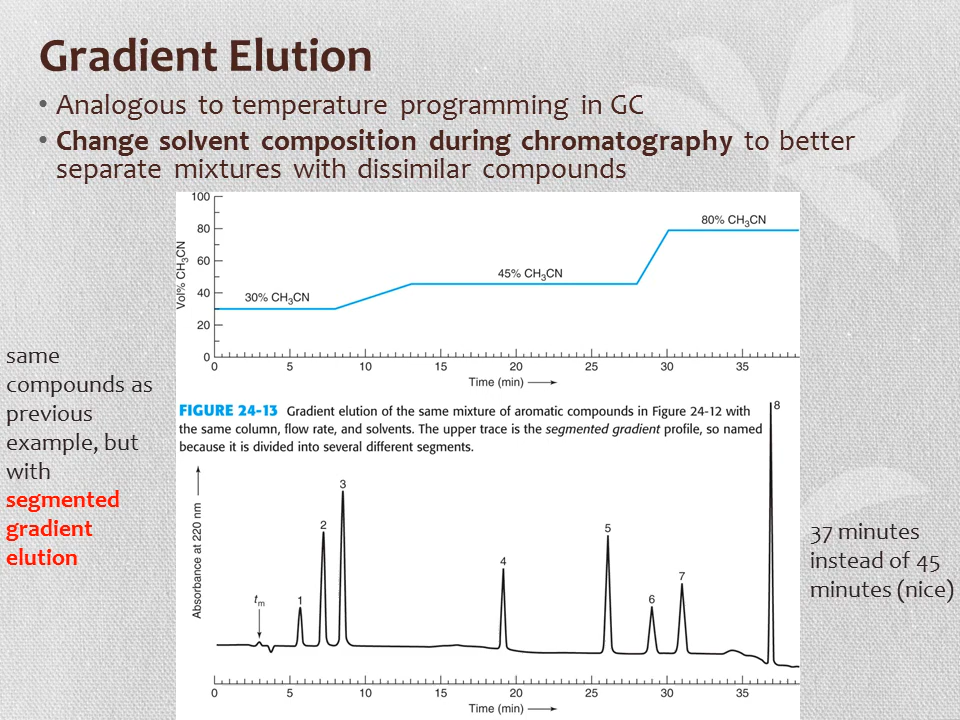 Gradient Elution
• Analogous to temperature programming in GC
• Change solvent composition during chromatography to better
separate mixtures with dissimilar compounds
100
80
60
40
20
0
Vol% CH₃CN
30% CH₃CN
45% CH₃CN
80% CH₃CN
0 5 10 15 20 25 30 35
Time (min)
same
compounds as
previous
example, but
with
segmented
gradient
elution
FIGURE 24-13 Gradient elution of the same mixture of aromatic compounds in Figure 24-12 with
the same column, flow rate, and solvents. The upper trace is the segmented gradient profile, so named
because it is divided into several different segments.
Absorbance at 220 nm
tₘ
1
2
3
4
5
6
7
8
0 5 10 15 20 25 30 35
Time (min)
37 minutes
instead of 45
minutes (nice)